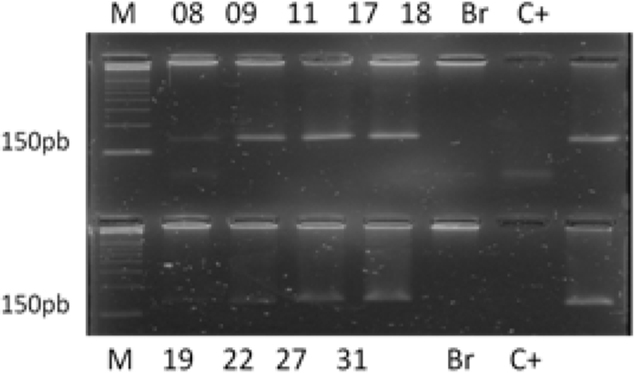 M 08 09 11 17 18 Br C+
150pb
150pb
M 19 22 27 31 Br C+